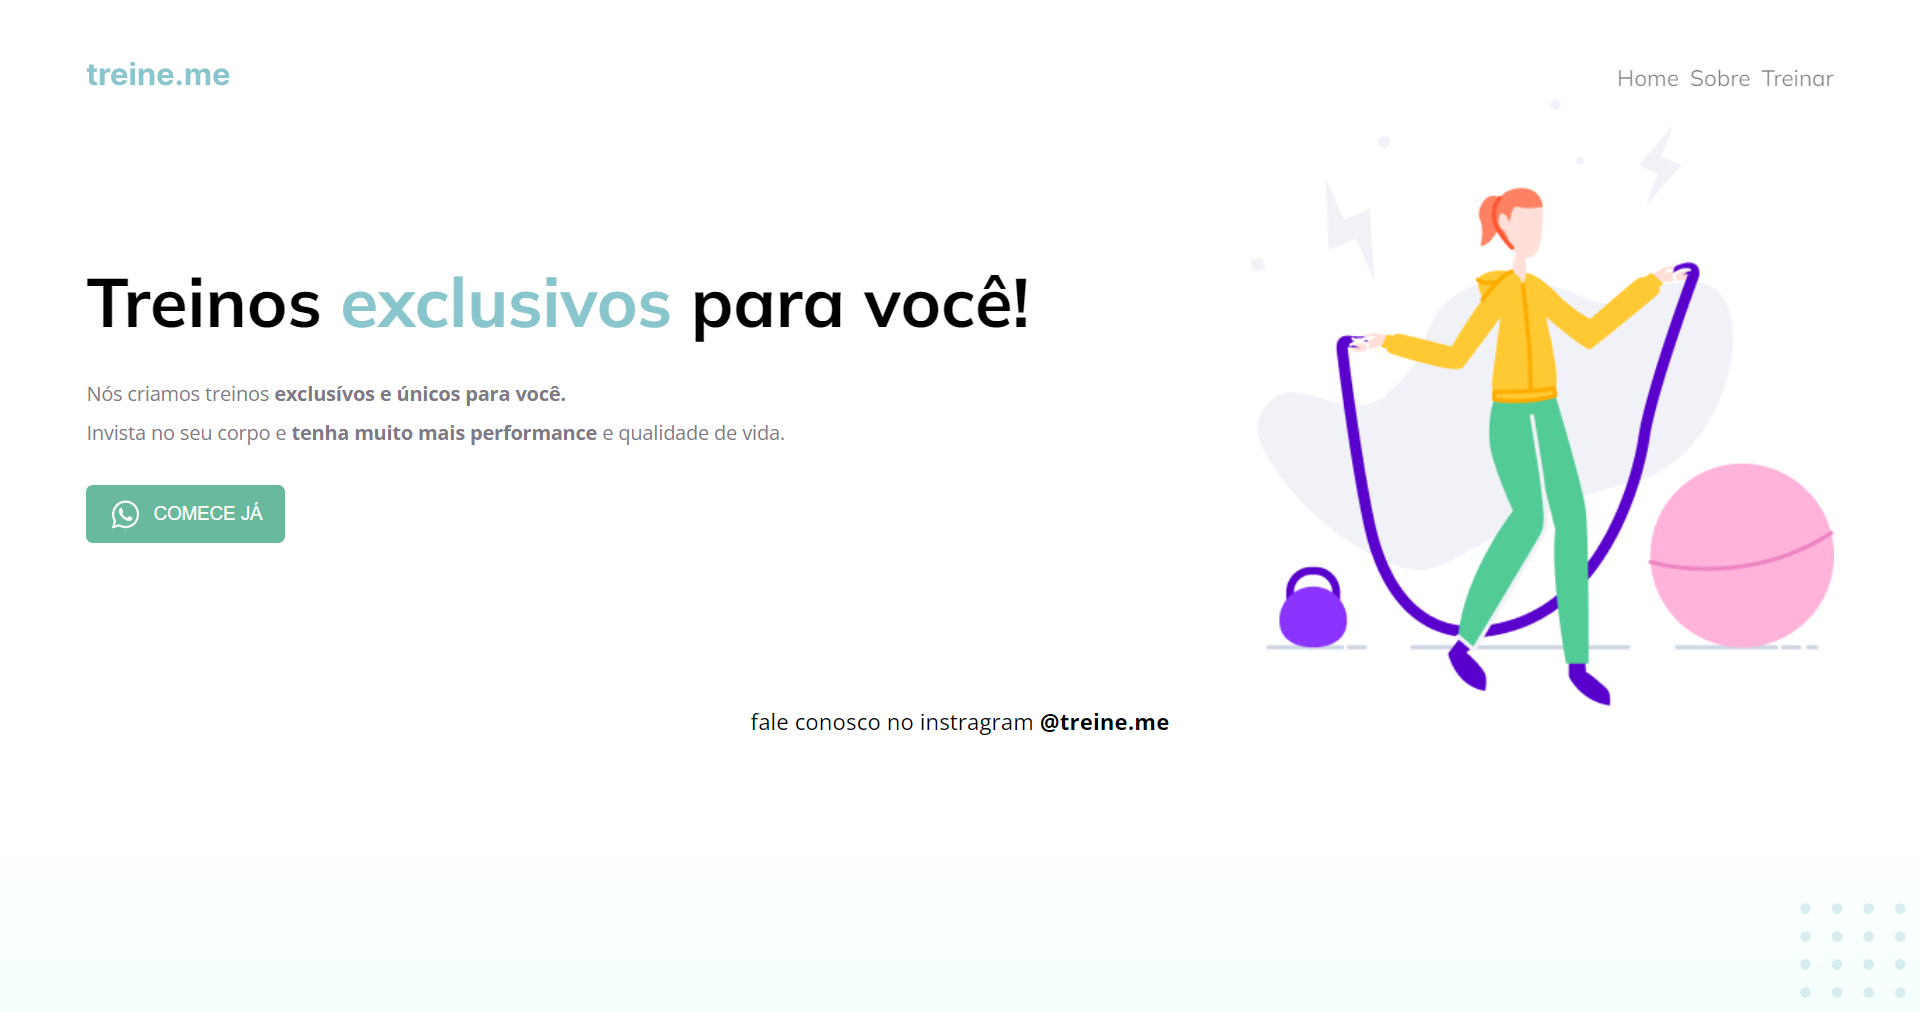 treine.me
Home Sobre Treinar
Treinos exclusivos para você!
Nós criamos treinos exclusívos e únicos para você.
Invista no seu corpo e tenha muito mais performance e qualidade de vida.
COMECE JÁ
fale conosco no instragram @treine.me